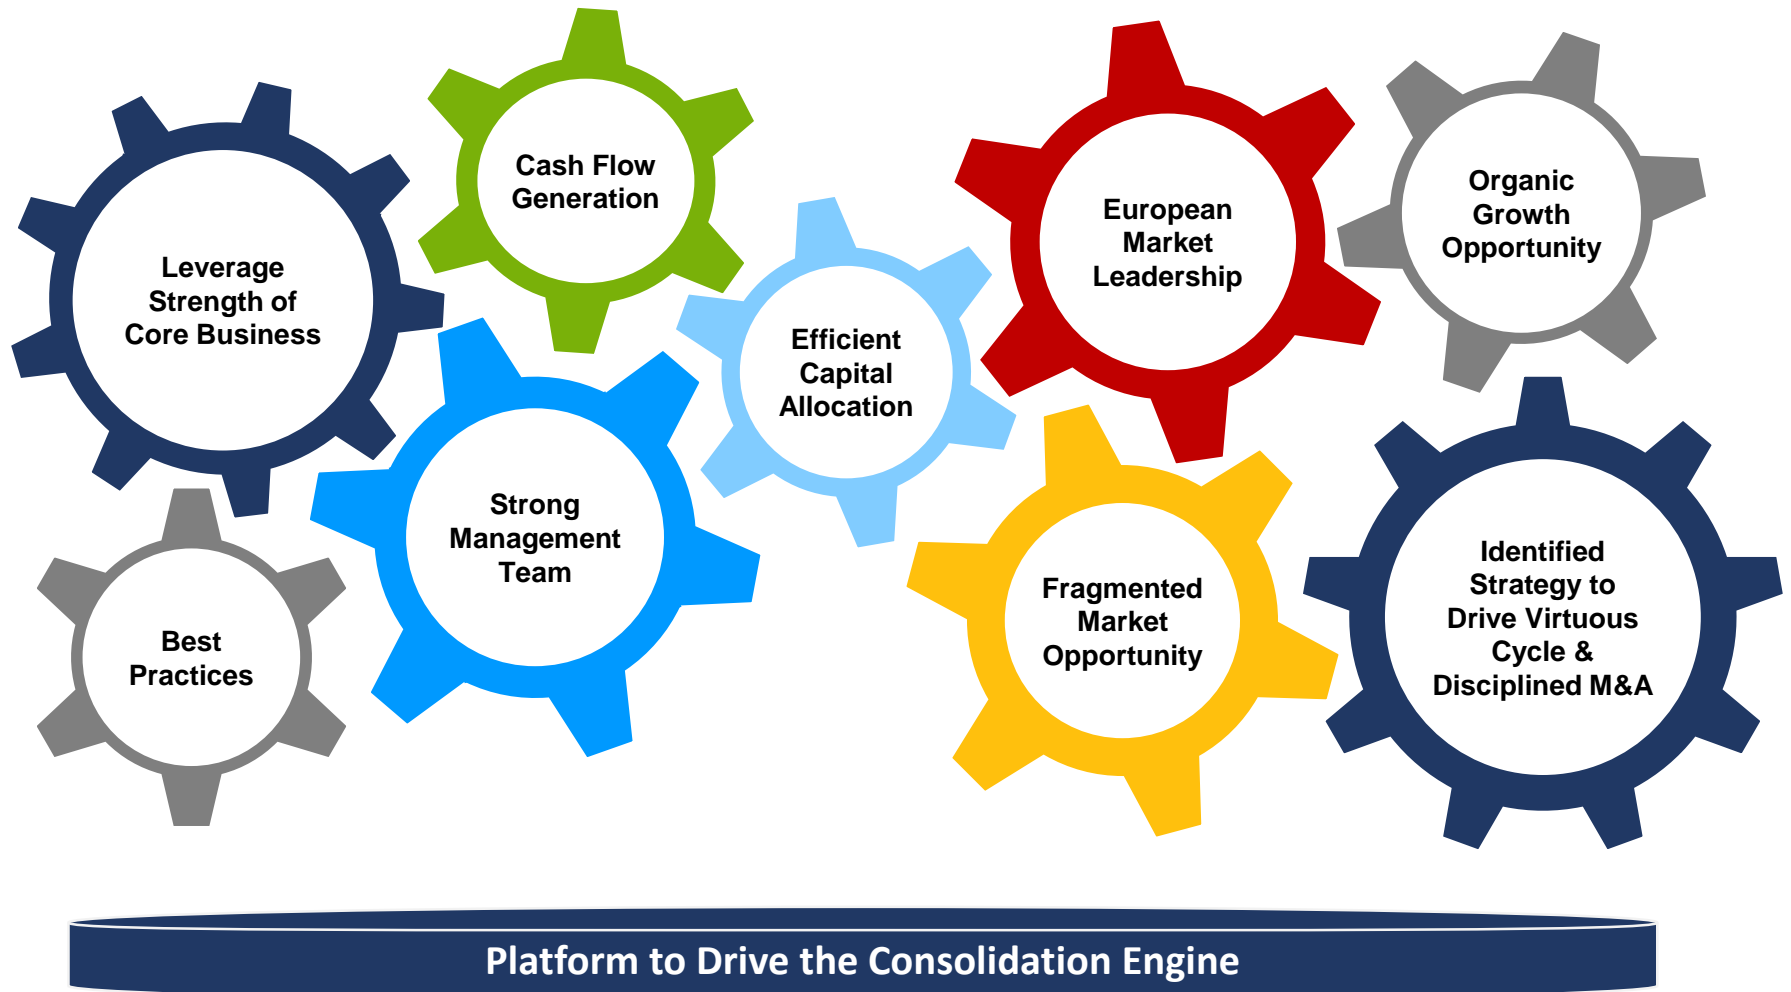 Cash Flow
Generation
European
Market
Leadership
Organic
Growth
Opportunity
Leverage
Strength of
Core Business
Efficient
Capital
Allocation
Strong
Management
Team
Fragmented
Market
Opportunity
Identified
Strategy to
Drive Virtuous
Cycle &
Disciplined M&A
Best
Practices
Platform to Drive the Consolidation Engine